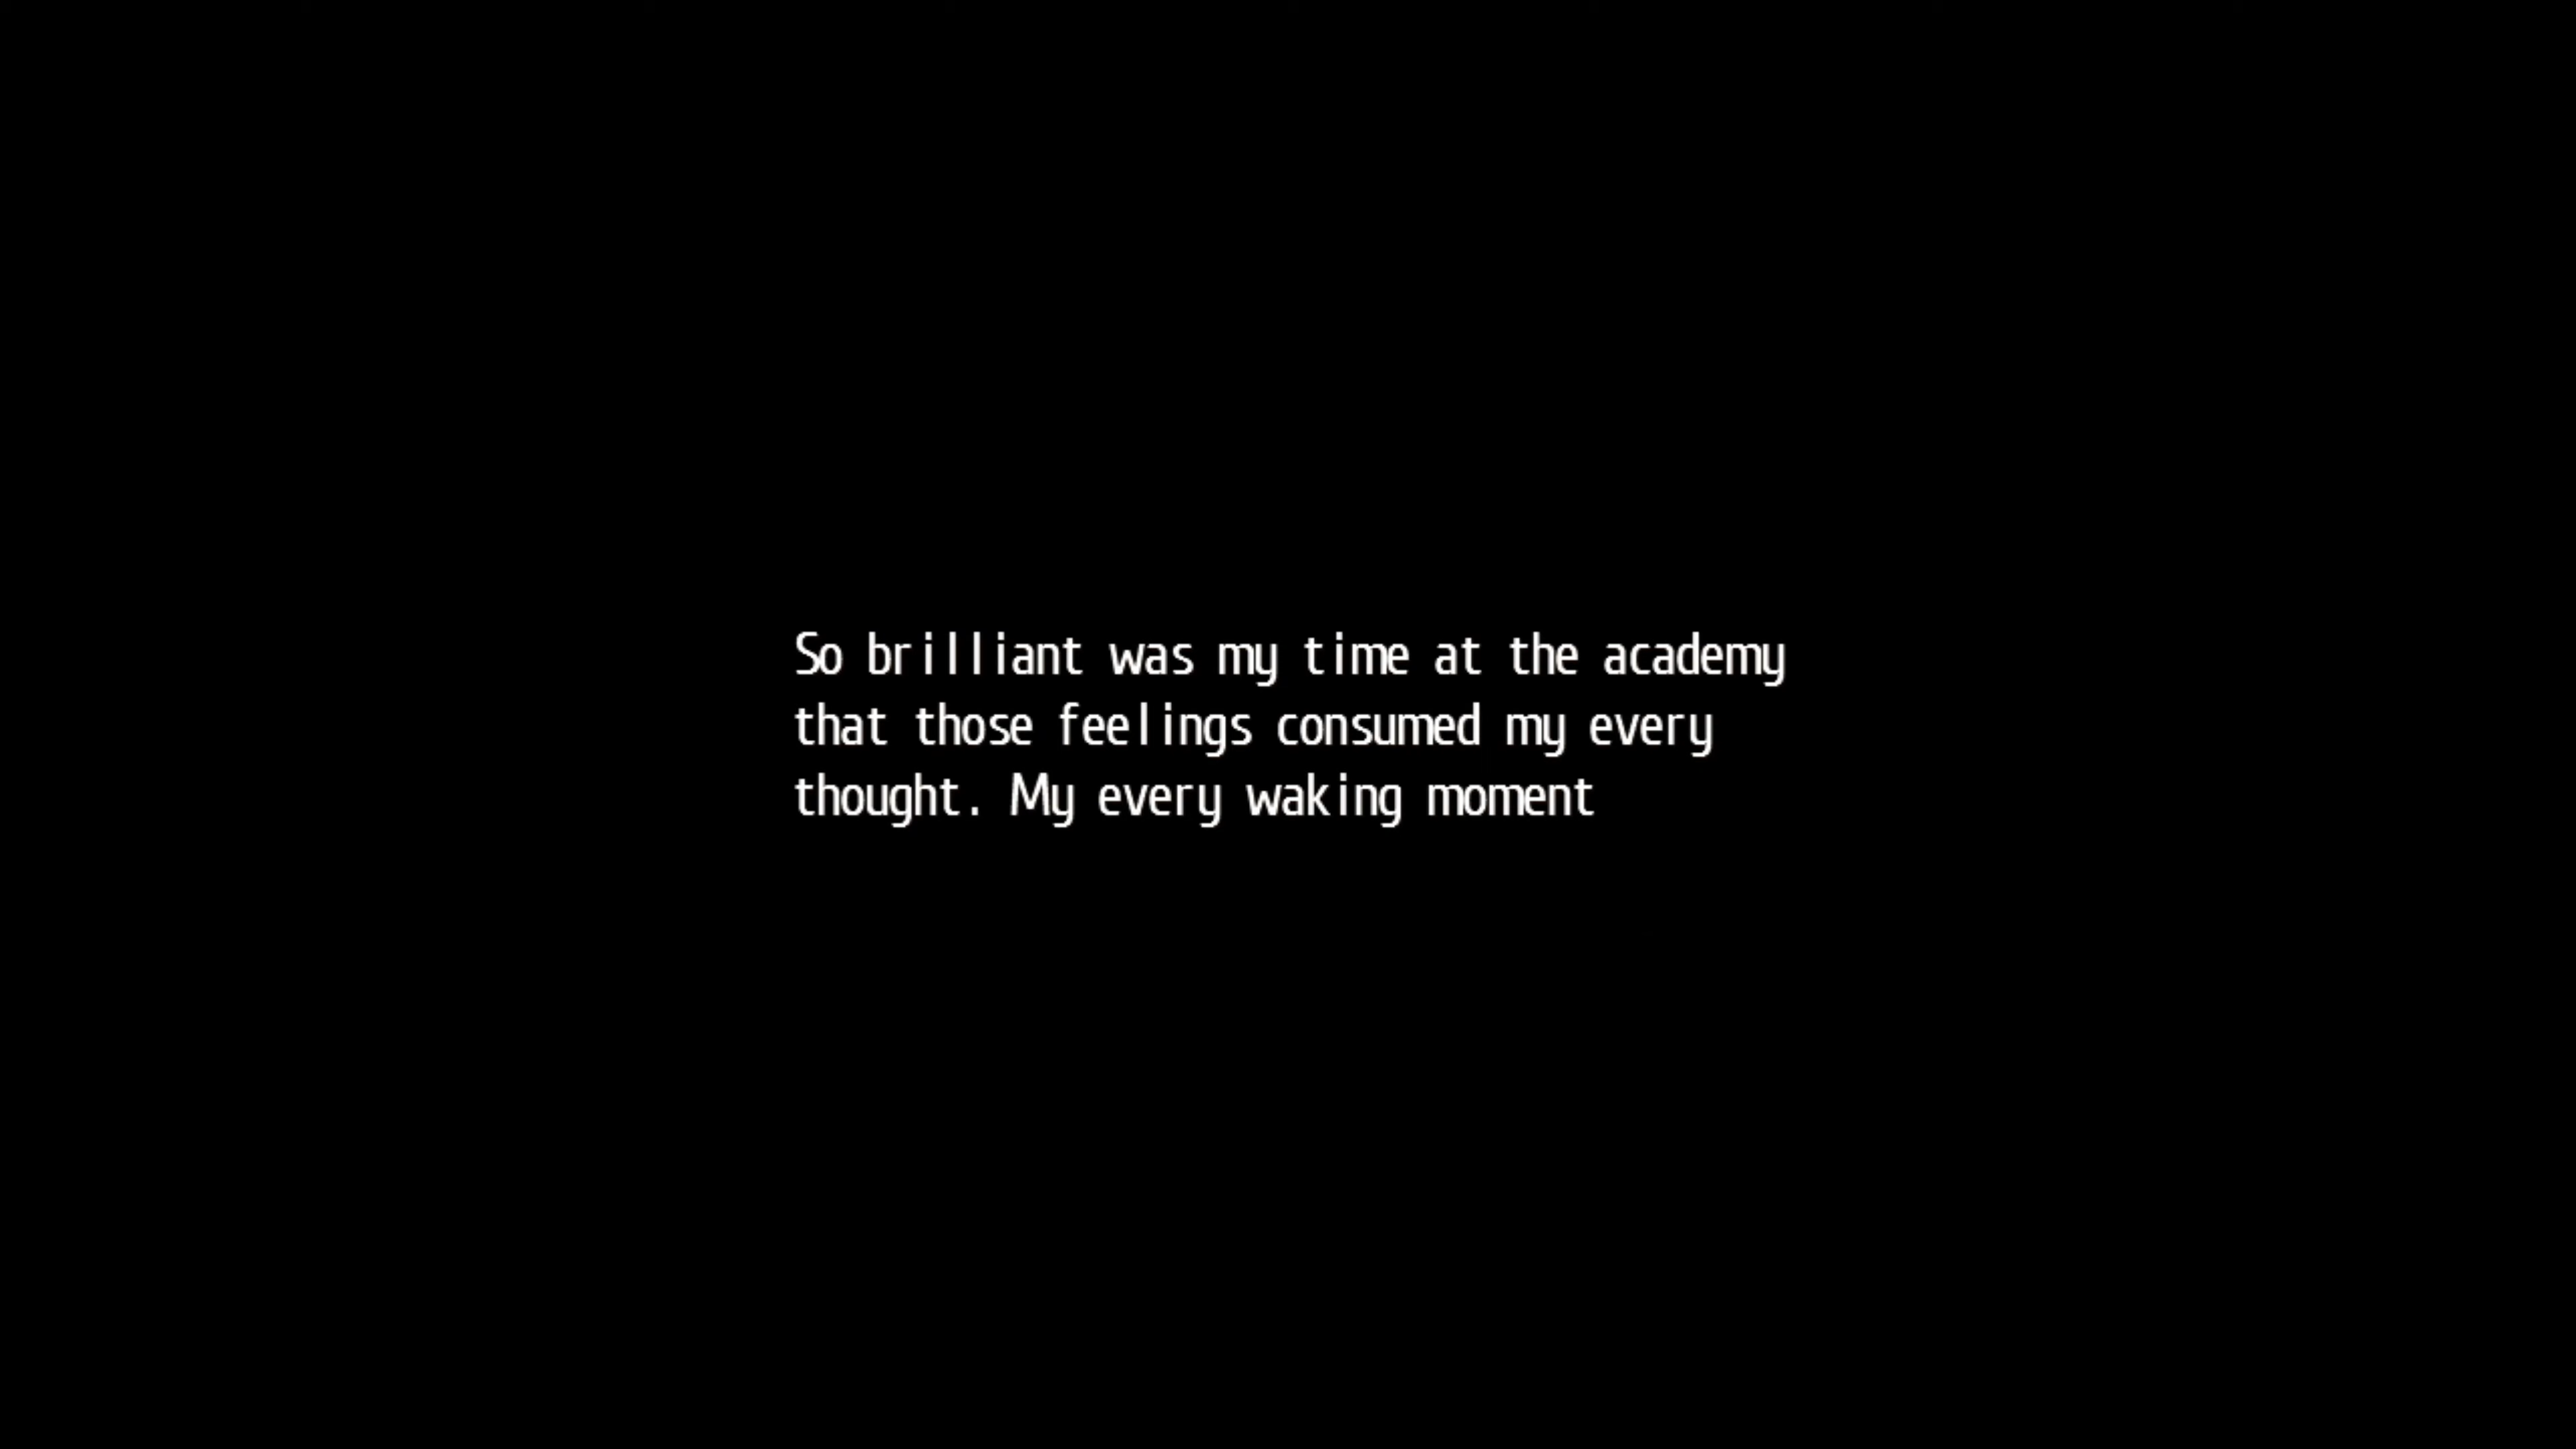 So brilliant was my time at the academy
that those feelings consumed my every
thought. My every waking moment